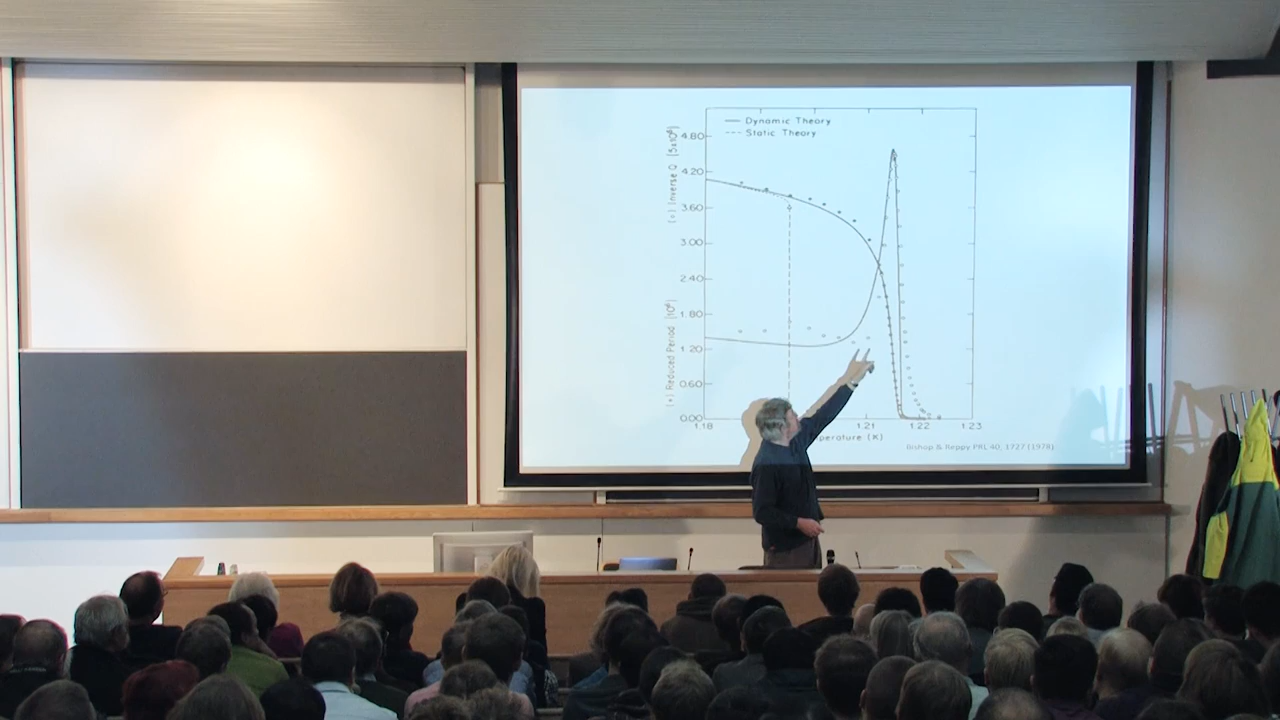 Dynamic Theory
Static Theory
4.80
4.20
3.60
3.00
2.40
1.80
1.20
0.60
0.00
(o) Inverse Q
(•) Reduced Period
1.18
1.21
1.22
1.23
perature (K)
Bishop & Reppy PRL 40, 1727 (1978)